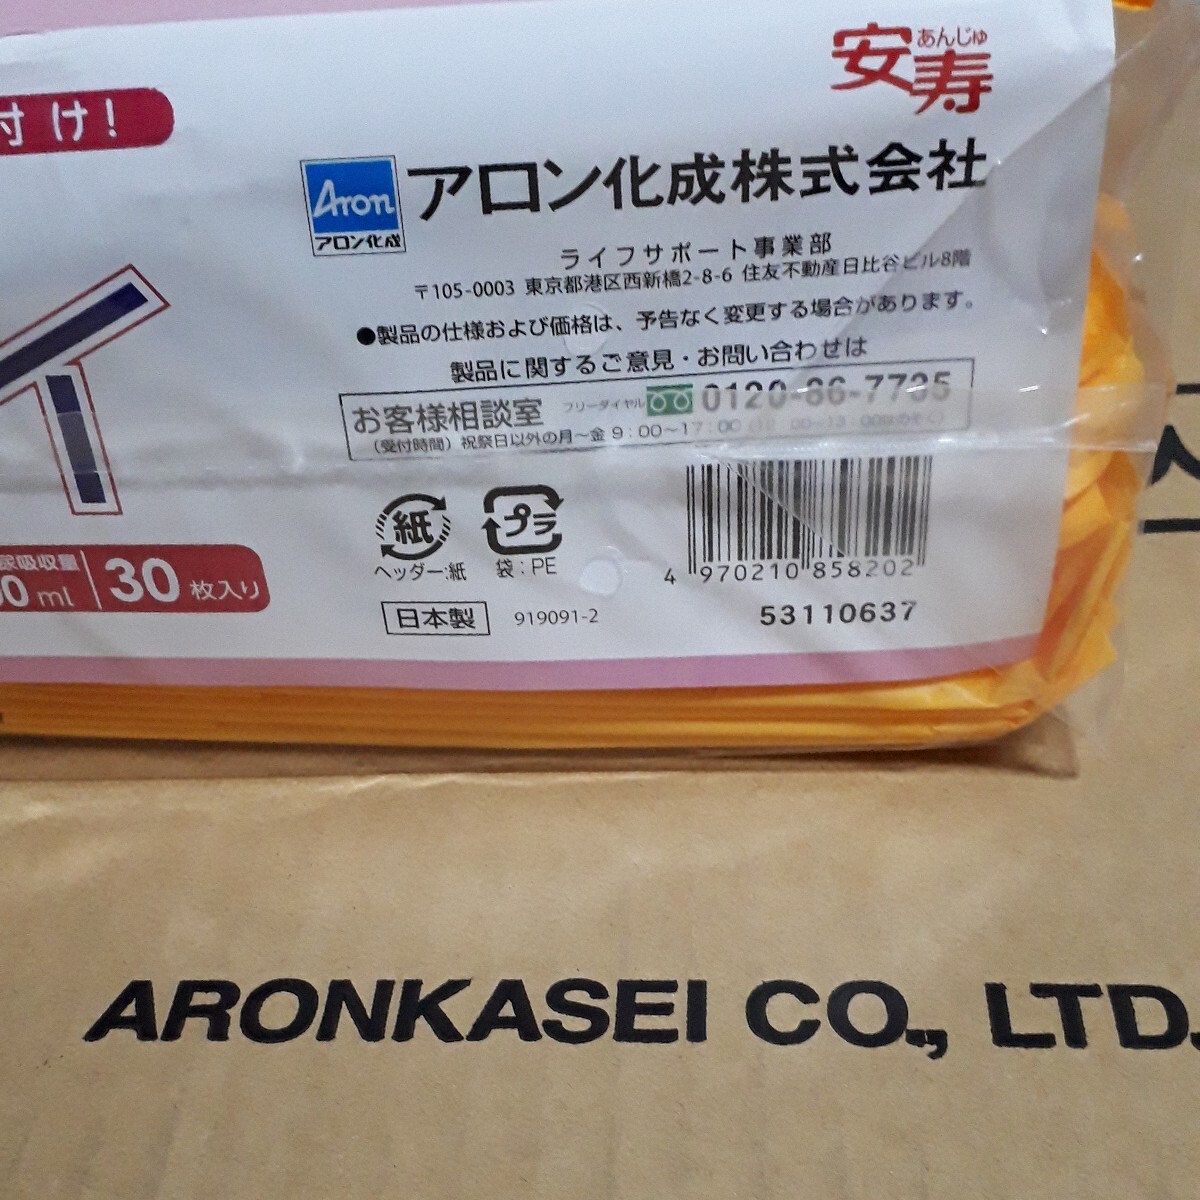 あんじゅ
安寿
付け!
Aron
アロン化成
アロン化成株式会社
ライフサポート事業部
〒105-0003 東京都港区西新橋2-8-6 住友不動産日比谷ビル8階
●製品の仕様および価格は、予告なく変更する場合があります。
製品に関するご意見・お問い合わせは
お客様相談室 フリーダイヤル 0120-86-7735
(受付時間) 祝祭日以外の月~金 9:00~17:00
イ
尿吸収量
ml 30枚入り
紙
ヘッダー:紙
プラ
袋:PE
4 970210 858202
日本製
919091-2
53110637
ARONKASEI CO., LTD.